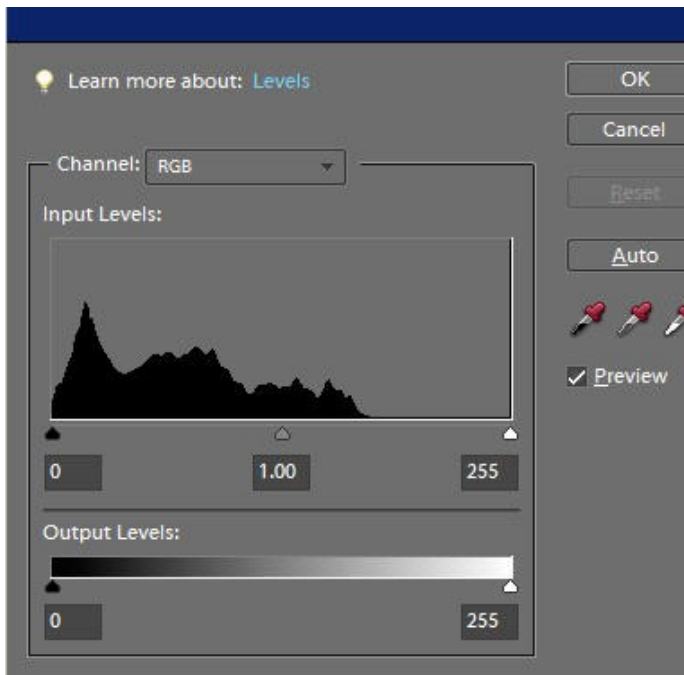 Learn more about: Levels
OK
Cancel
Channel: RGB
Reset
Input Levels:
Auto
Preview
0 1.00 255
Output Levels:
0 255